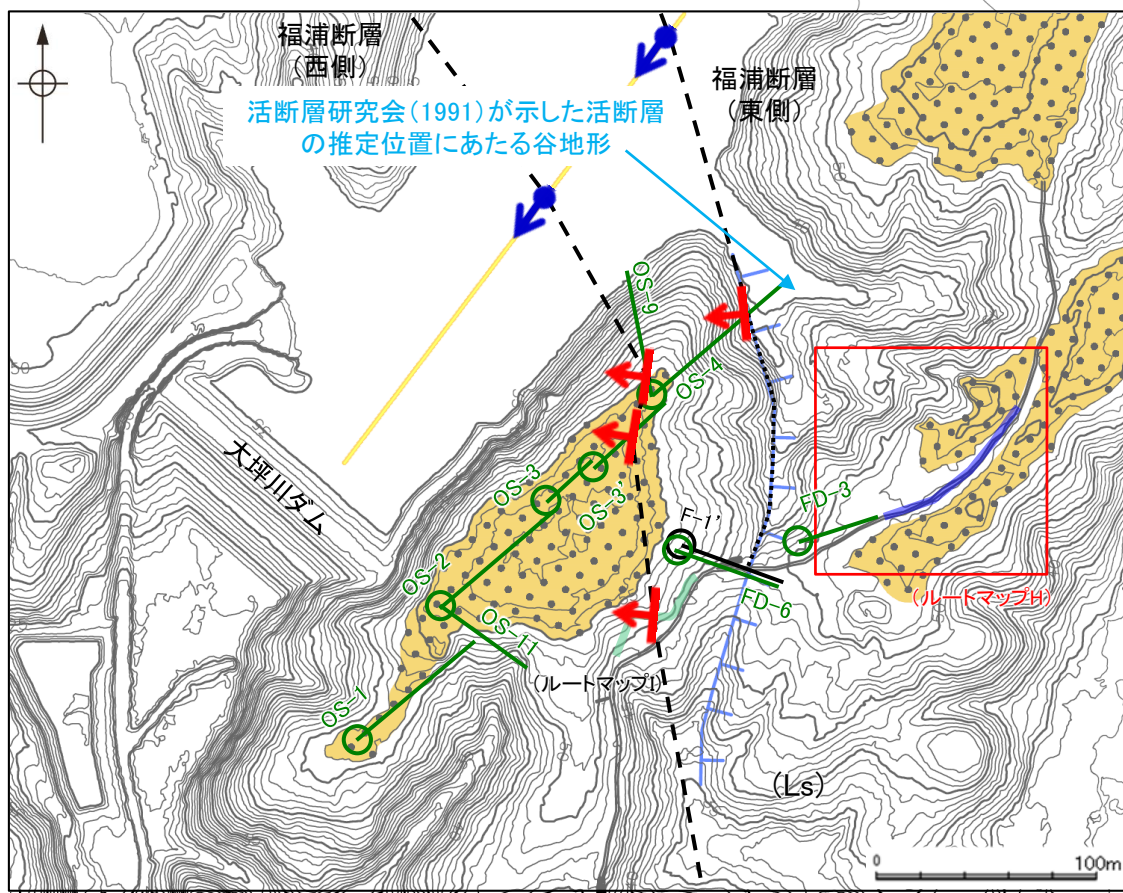 福浦断層
(西側)
福浦断層
(東側)
活断層研究会(1991)が示した活断層
の推定位置にあたる谷地形
OS-9
OS-4
大坪川ダム
OS-3
OS-3'
F-1'
FD-3
OS-2
FD-6
(ルートマップH)
OS-11
(ルートマップI)
OS-1
(Ls)
0
100m